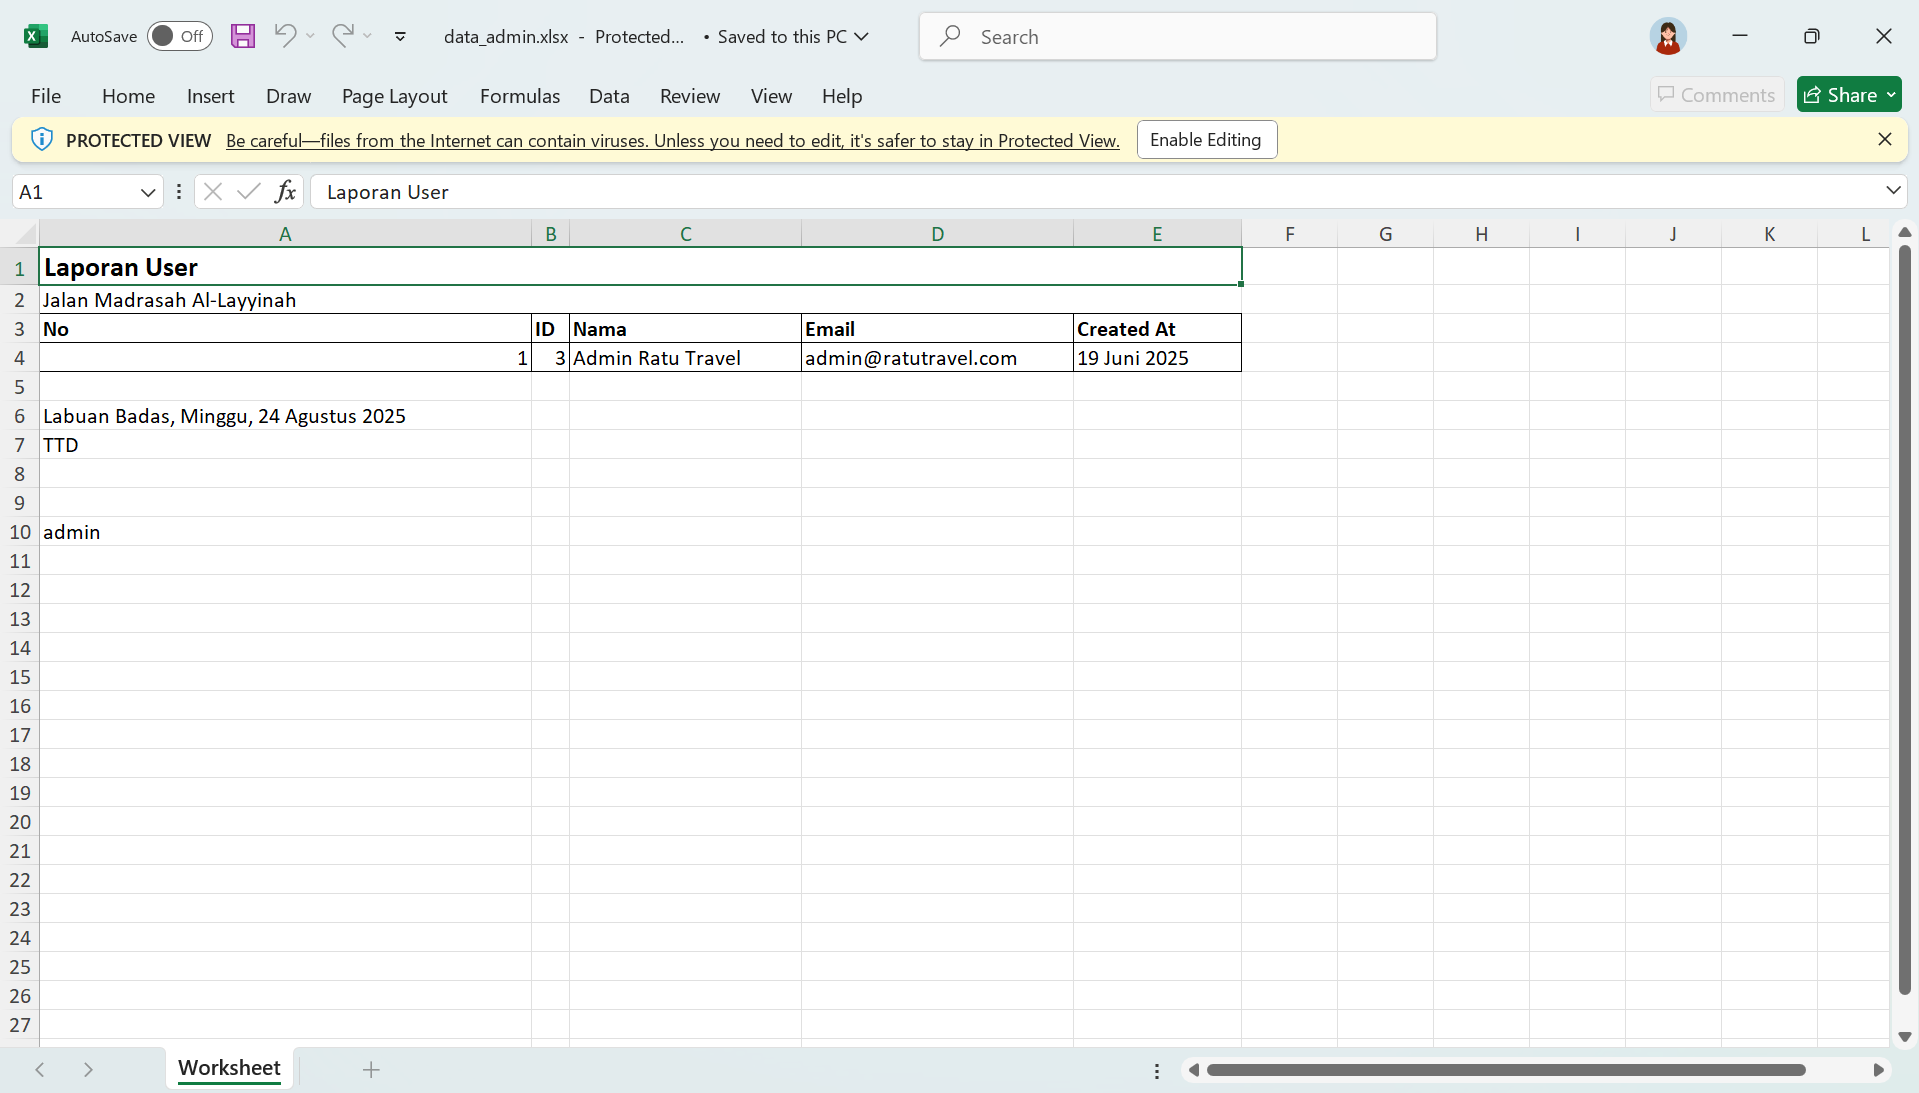 AutoSave Off data_admin.xlsx - Protected... • Saved to this PC Search
File Home Insert Draw Page Layout Formulas Data Review View Help Comments Share
PROTECTED VIEW Be careful—files from the Internet can contain viruses. Unless you need to edit, it's safer to stay in Protected View. Enable Editing
A1 fx Laporan User
A B C D E F G H I J K L
1 Laporan User
2 Jalan Madrasah Al-Layyinah
3 No ID Nama Email Created At
4 1 3 Admin Ratu Travel admin@ratutravel.com 19 Juni 2025
5
6 Labuan Badas, Minggu, 24 Agustus 2025
7 TTD
8
9
10 admin
11
12
13
14
15
16
17
18
19
20
21
22
23
24
25
26
27
Worksheet